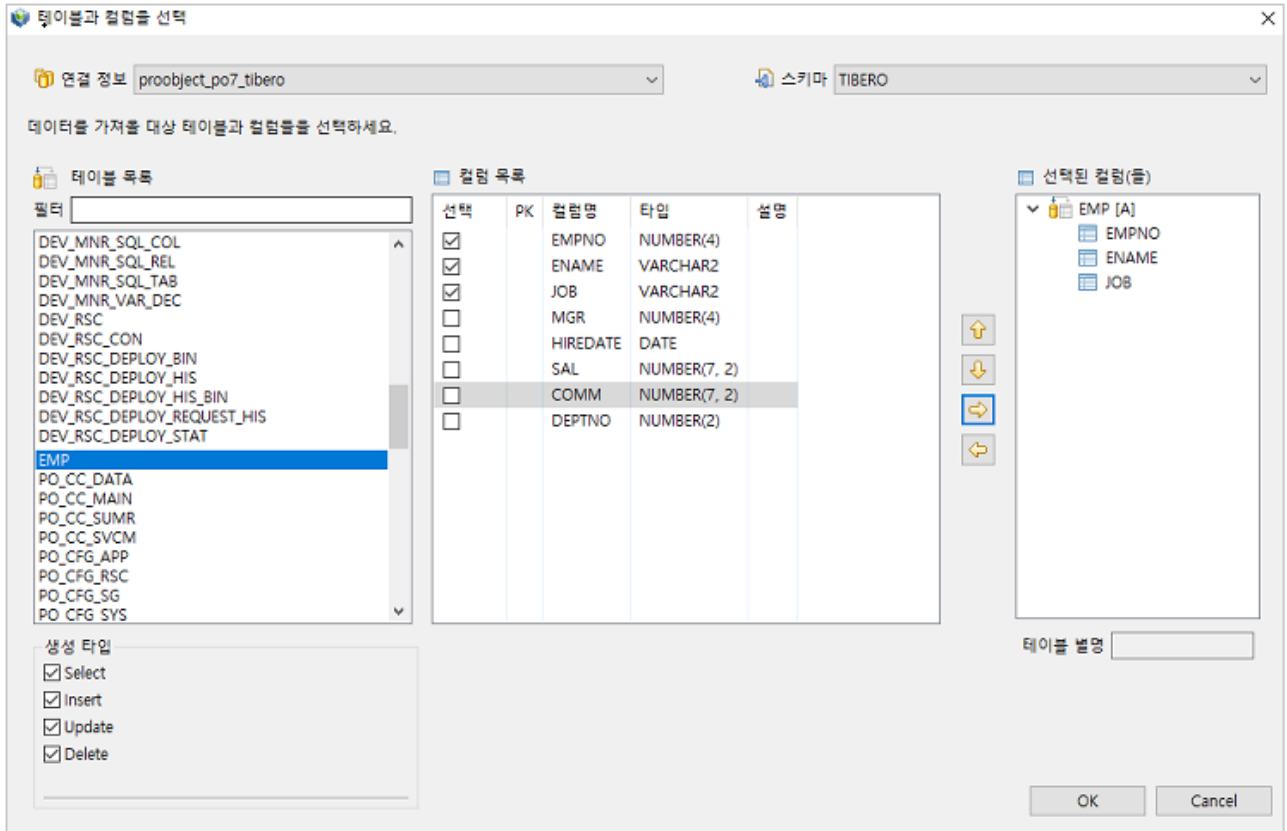 테이블과 컬럼을 선택
연결 정보 proobject_po7_tibero
스키마 TIBERO
데이터를 가져올 대상 테이블과 컬럼들을 선택하세요.
테이블 목록
필터
DEV_MNR_SQL_COL
DEV_MNR_SQL_REL
DEV_MNR_SQL_TAB
DEV_MNR_VAR_DEC
DEV_RSC
DEV_RSC_CON
DEV_RSC_DEPLOY_BIN
DEV_RSC_DEPLOY_HIS
DEV_RSC_DEPLOY_HIS_BIN
DEV_RSC_DEPLOY_REQUEST_HIS
DEV_RSC_DEPLOY_STAT
EMP
PO_CC_DATA
PO_CC_MAIN
PO_CC_SUMR
PO_CC_SVCM
PO_CFG_APP
PO_CFG_RSC
PO_CFG_SG
PO_CFG_SYS
컬럼 목록
선택 PK 컬럼명 타입 설명
EMPNO NUMBER(4)
ENAME VARCHAR2
JOB VARCHAR2
MGR NUMBER(4)
HIREDATE DATE
SAL NUMBER(7, 2)
COMM NUMBER(7, 2)
DEPTNO NUMBER(2)
선택된 컬럼(들)
EMP [A]
EMPNO
ENAME
JOB
테이블 별명
생성 타입
Select
Insert
Update
Delete
OK
Cancel